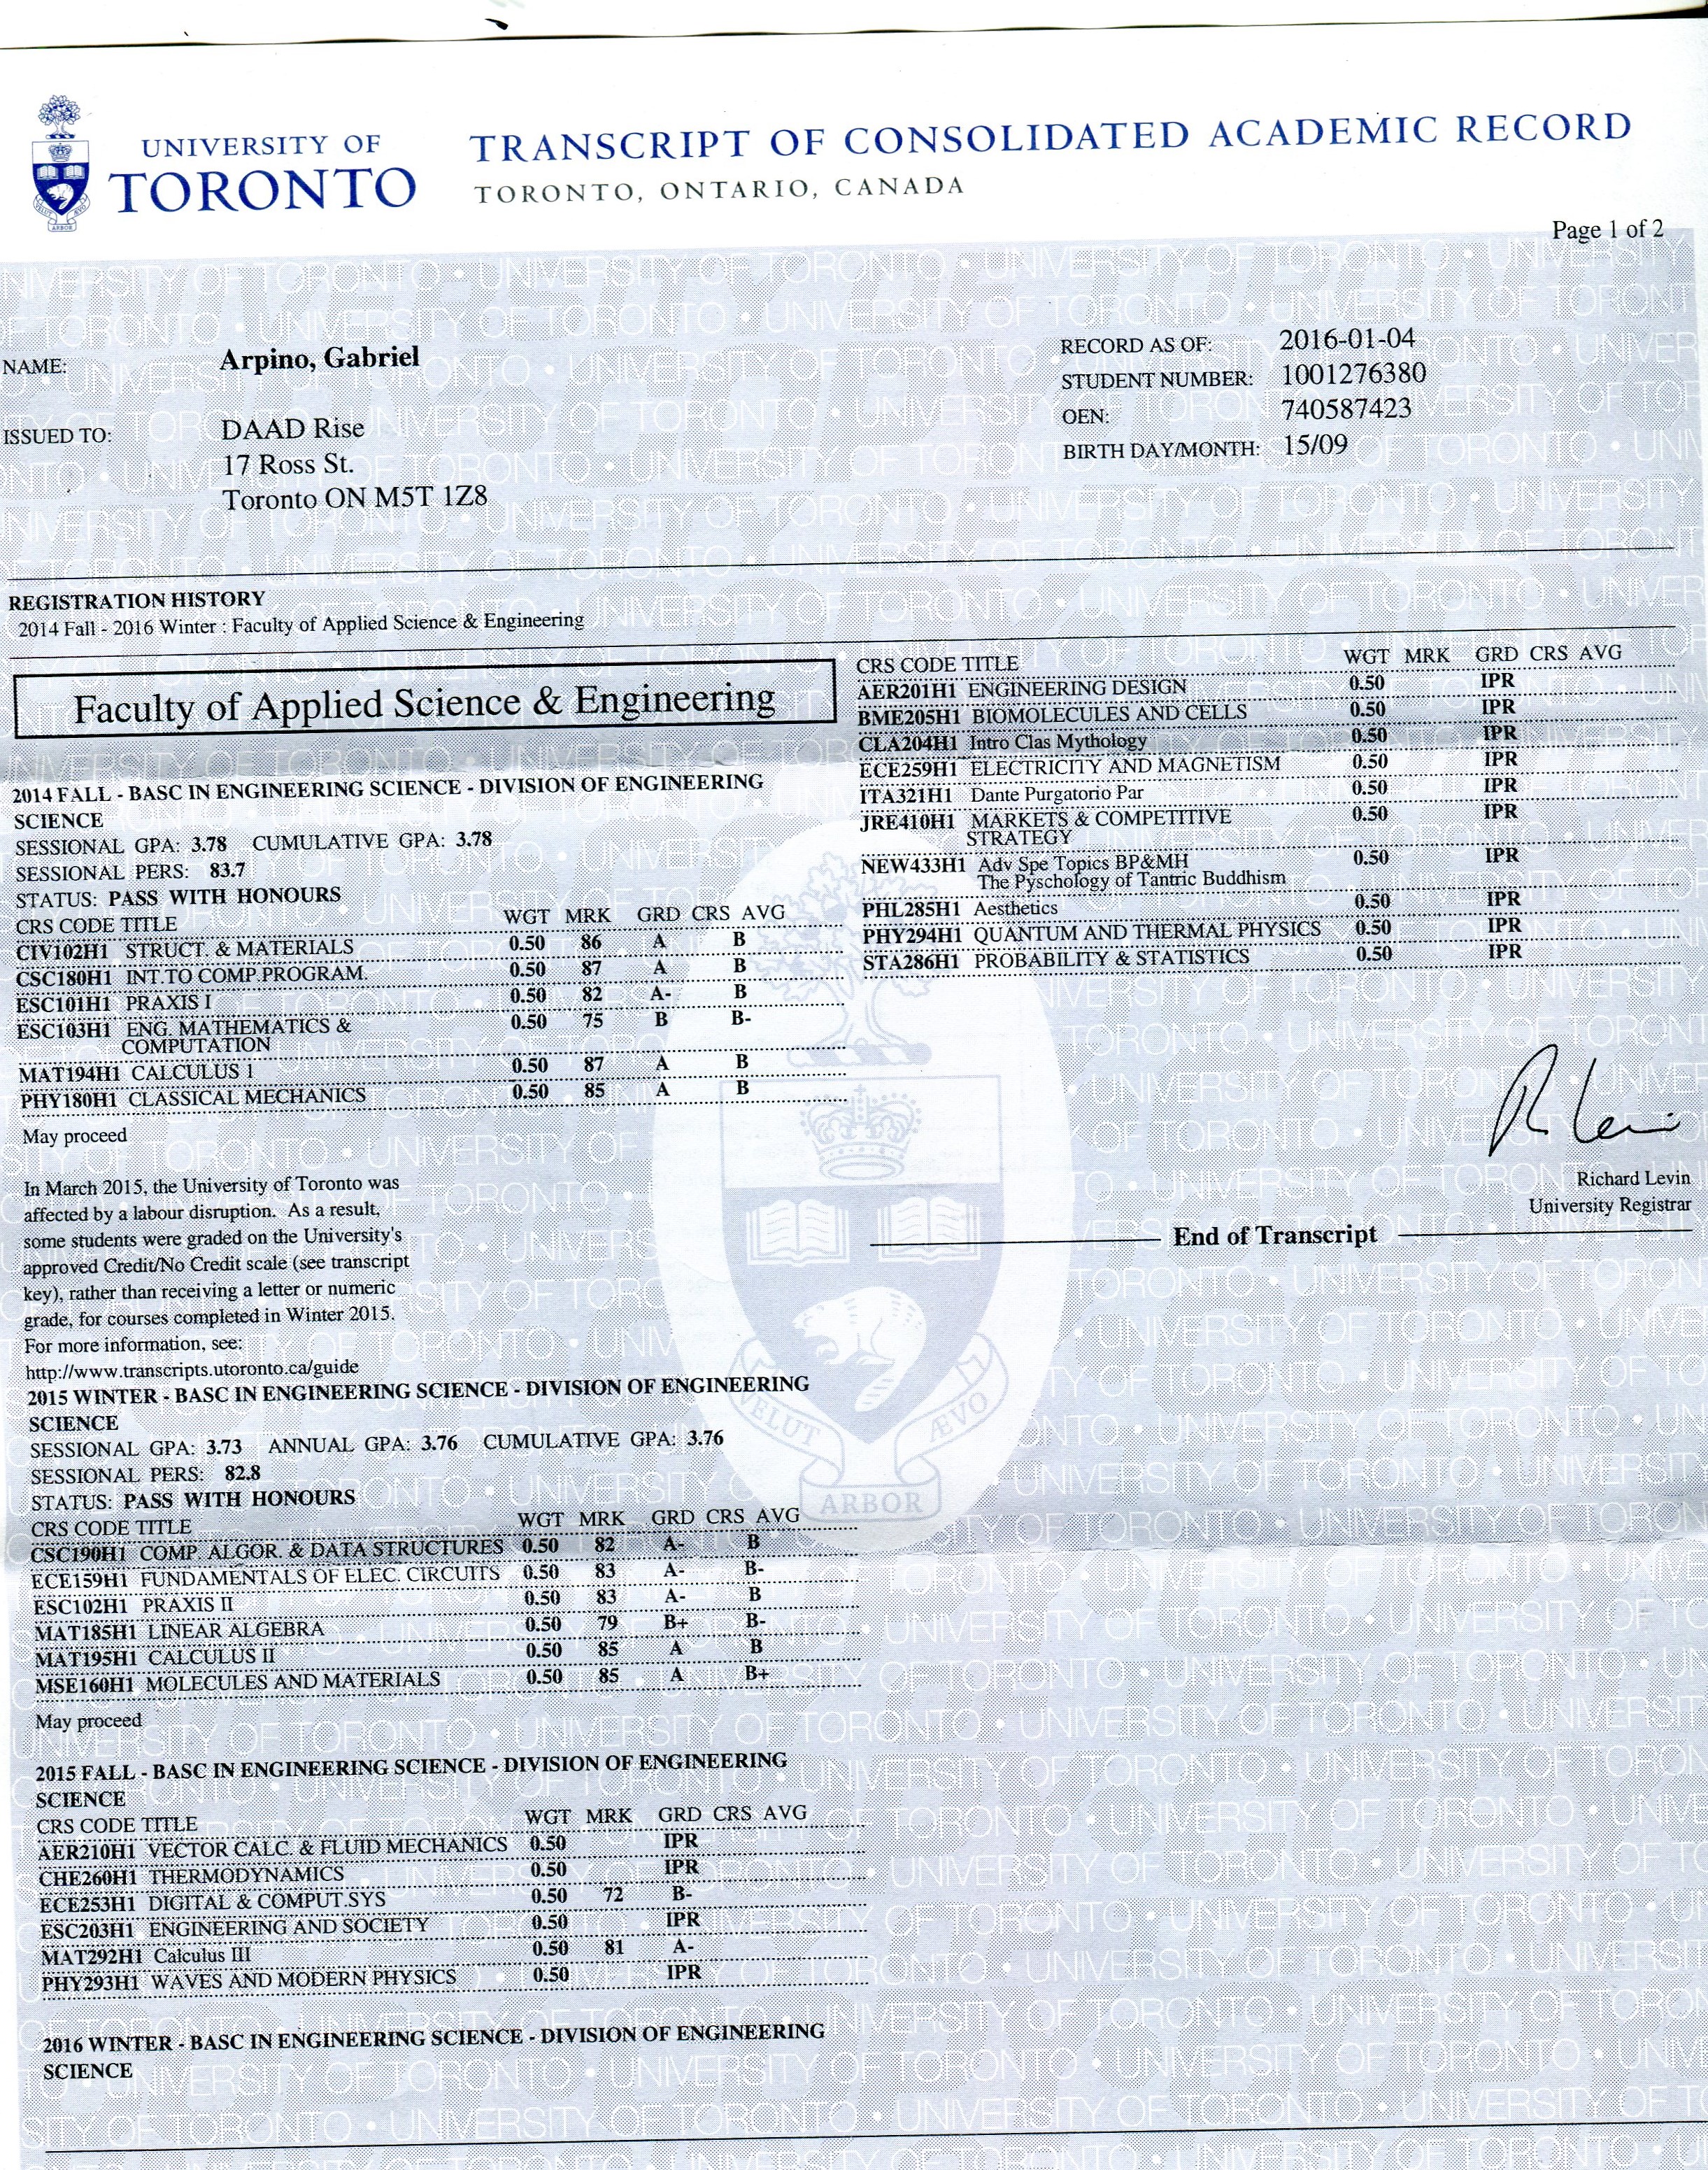 UNIVERSITY OF
TORONTO
TRANSCRIPT OF CONSOLIDATED ACADEMIC RECORD
TORONTO, ONTARIO, CANADA
Page 1 of 2
NAME: Arpino, Gabriel
ISSUED TO: DAAD Rise
17 Ross St.
Toronto ON M5T 1Z8
RECORD AS OF: 2016-01-04
STUDENT NUMBER: 1001276380
OEN: 740587423
BIRTH DAY/MONTH: 15/09
REGISTRATION HISTORY
2014 Fall - 2016 Winter : Faculty of Applied Science & Engineering
Faculty of Applied Science & Engineering
2014 FALL - BASC IN ENGINEERING SCIENCE - DIVISION OF ENGINEERING
SCIENCE
SESSIONAL GPA: 3.78 CUMULATIVE GPA: 3.78
SESSIONAL PERS: 83.7
STATUS: PASS WITH HONOURS
CRS CODE TITLE WGT MRK GRD CRS AVG
CIV102H1 STRUCT. & MATERIALS 0.50 86 A B
CSC180H1 INT.TO COMP.PROGRAM. 0.50 87 A B
ESC101H1 PRAXIS I 0.50 82 A- B
ESC103H1 ENG. MATHEMATICS & 0.50 75 B B-
COMPUTATION
MAT194H1 CALCULUS 1 0.50 87 A B
PHY180H1 CLASSICAL MECHANICS 0.50 85 A B
May proceed
In March 2015, the University of Toronto was
affected by a labour disruption. As a result,
some students were graded on the University's
approved Credit/No Credit scale (see transcript
key), rather than receiving a letter or numeric
grade, for courses completed in Winter 2015.
For more information, see:
http://www.transcripts.utoronto.ca/guide
2015 WINTER - BASC IN ENGINEERING SCIENCE - DIVISION OF ENGINEERING
SCIENCE
SESSIONAL GPA: 3.73 ANNUAL GPA: 3.76 CUMULATIVE GPA: 3.76
SESSIONAL PERS: 82.8
STATUS: PASS WITH HONOURS
CRS CODE TITLE WGT MRK GRD CRS AVG
CSC190H1 COMP. ALGOR. & DATA STRUCTURES 0.50 82 A- B
ECE159H1 FUNDAMENTALS OF ELEC. CIRCUITS 0.50 83 A- B-
ESC102H1 PRAXIS II 0.50 83 A- B
MAT185H1 LINEAR ALGEBRA 0.50 79 B+ B-
MAT195H1 CALCULUS II 0.50 85 A B
MSE160H1 MOLECULES AND MATERIALS 0.50 85 A B+
May proceed
2015 FALL - BASC IN ENGINEERING SCIENCE - DIVISION OF ENGINEERING
SCIENCE
CRS CODE TITLE WGT MRK GRD CRS AVG
AER210H1 VECTOR CALC. & FLUID MECHANICS 0.50 IPR
CHE260H1 THERMODYNAMICS 0.50 IPR
ECE253H1 DIGITAL & COMPUT.SYS 0.50 72 B-
ESC203H1 ENGINEERING AND SOCIETY 0.50 IPR
MAT292H1 Calculus III 0.50 81 A-
PHY293H1 WAVES AND MODERN PHYSICS 0.50 IPR
2016 WINTER - BASC IN ENGINEERING SCIENCE - DIVISION OF ENGINEERING
SCIENCE
CRS CODE TITLE WGT MRK GRD CRS AVG
AER201H1 ENGINEERING DESIGN 0.50 IPR
BME205H1 BIOMOLECULES AND CELLS 0.50 IPR
CLA204H1 Intro Clas Mythology 0.50 IPR
ECE259H1 ELECTRICITY AND MAGNETISM 0.50 IPR
ITA321H1 Dante Purgatorio Par 0.50 IPR
JRE410H1 MARKETS & COMPETITIVE 0.50 IPR
STRATEGY
NEW433H1 Adv Spe Topics BP&MH 0.50 IPR
The Pyschology of Tantric Buddhism
PHL285H1 Aesthetics 0.50 IPR
PHY294H1 QUANTUM AND THERMAL PHYSICS 0.50 IPR
STA286H1 PROBABILITY & STATISTICS 0.50 IPR
R Levin
Richard Levin
University Registrar
End of Transcript
VELUT ARBOR ÆVO